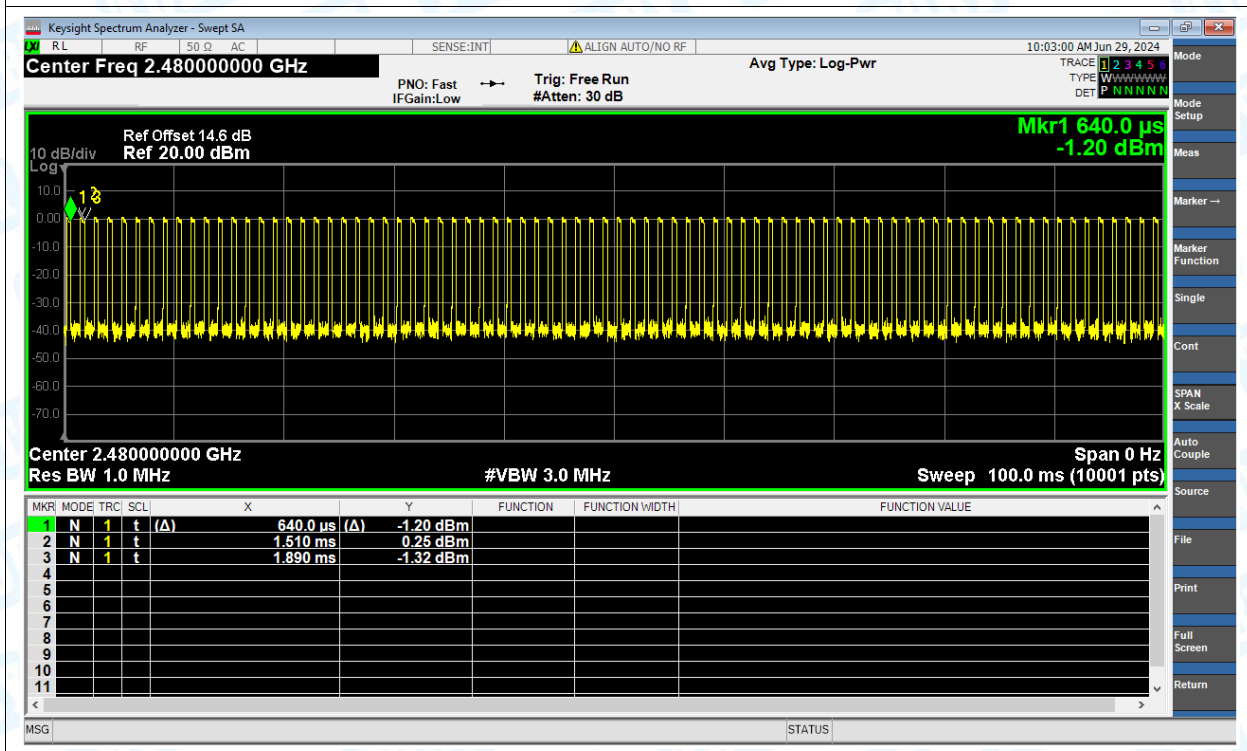 Keysight Spectrum Analyzer - Swept SA
LXI RL RF 50 Ω AC SENSE:INT ALIGN AUTO/NO RF 10:03:00 AM Jun 29, 2024
Center Freq 2.480000000 GHz
PNO: Fast
IFGain:Low
Trig: Free Run
#Atten: 30 dB
Avg Type: Log-Pwr
TRACE 1 2 3 4 5 6
TYPE WWWWWW
DET P N N N N N
Ref Offset 14.6 dB
10 dB/div Ref 20.00 dBm
Log
Mkr1 640.0 µs
-1.20 dBm
10.0
0.00
-10.0
-20.0
-30.0
-40.0
-50.0
-60.0
-70.0
1
3
Center 2.480000000 GHz Span 0 Hz
Res BW 1.0 MHz #VBW 3.0 MHz Sweep 100.0 ms (10001 pts)
MKR MODE TRC SCL X Y FUNCTION FUNCTION WIDTH FUNCTION VALUE
1 N 1 t (Δ) 640.0 µs (Δ) -1.20 dBm
2 N 1 t 1.510 ms 0.25 dBm
3 N 1 t 1.890 ms -1.32 dBm
4
5
6
7
8
9
10
11
MSG STATUS
Mode
Mode
Setup
Meas
Marker→
Marker
Function
Single
Cont
SPAN
X Scale
Auto
Couple
Source
File
Print
Full
Screen
Return